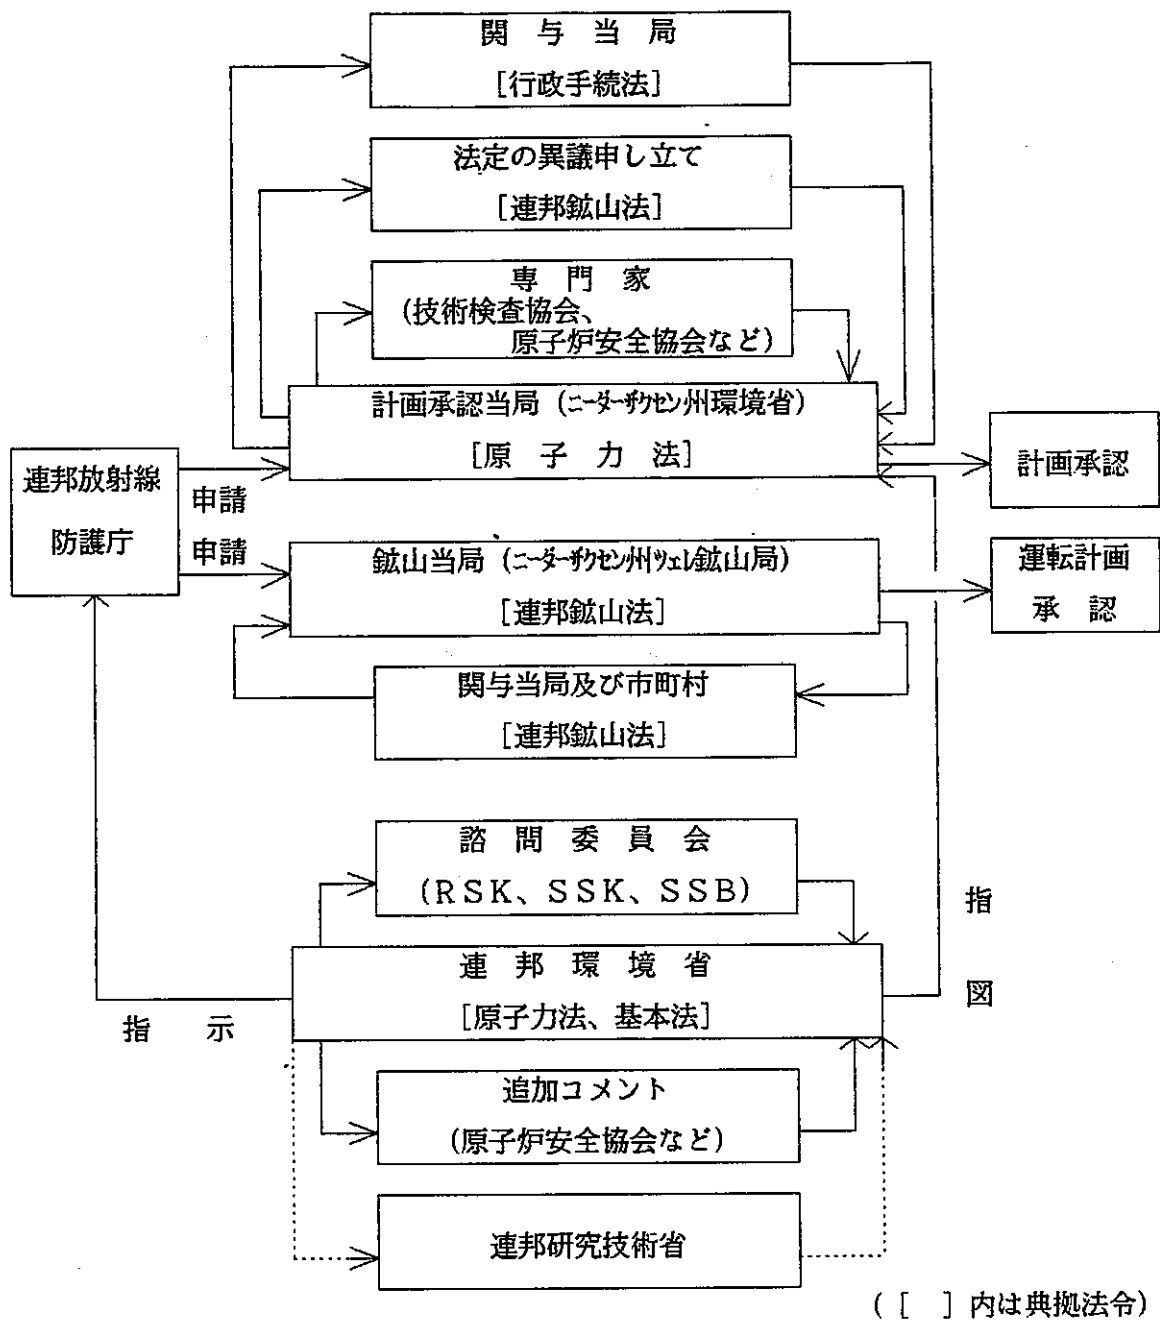 関与当局
[行政手続法]
法定の異議申し立て
[連邦鉱山法]
専門家
(技術検査協会、
原子炉安全協会など)
計画承認当局 (ニーダーザクセン州環境省)
[原子力法]
計画承認
連邦放射線
防護庁
申請
申請
鉱山当局 (ニーダーザクセン州ツェレ鉱山局)
[連邦鉱山法]
運転計画
承認
関与当局及び市町村
[連邦鉱山法]
諮問委員会
(RSK、SSK、SSB)
連邦環境省
[原子力法、基本法]
指示
指
図
追加コメント
(原子炉安全協会など)
連邦研究技術省
([ ] 内は典拠法令)